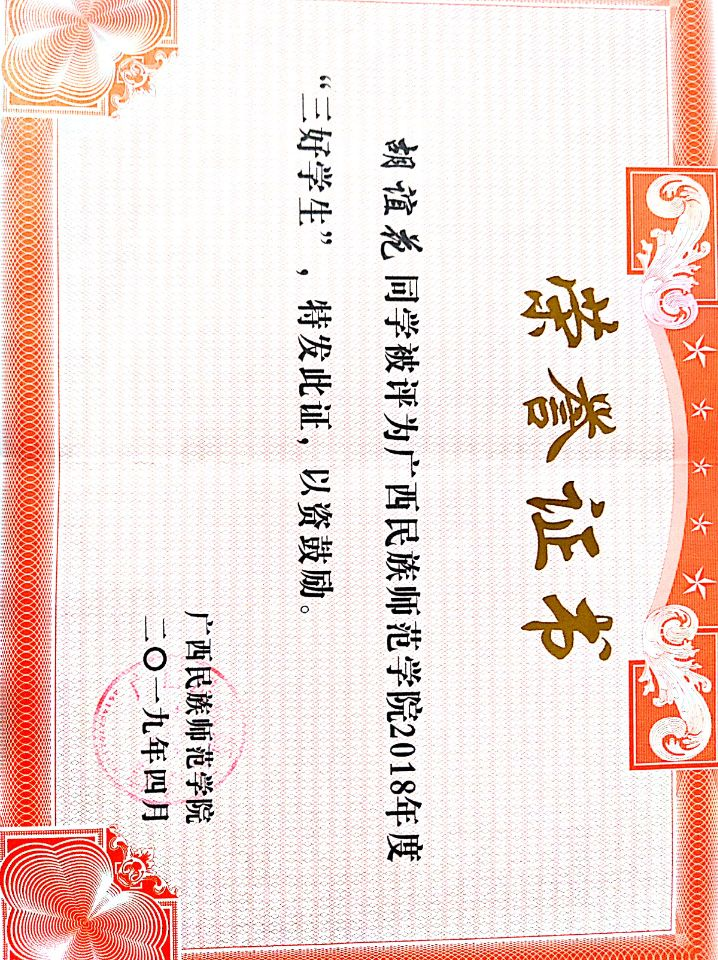 荣誉证书
胡谊花同学被评为广西民族师范学院2018年度
“三好学生”，特发此证，以资鼓励。
广西民族师范学院
二〇一九年四月